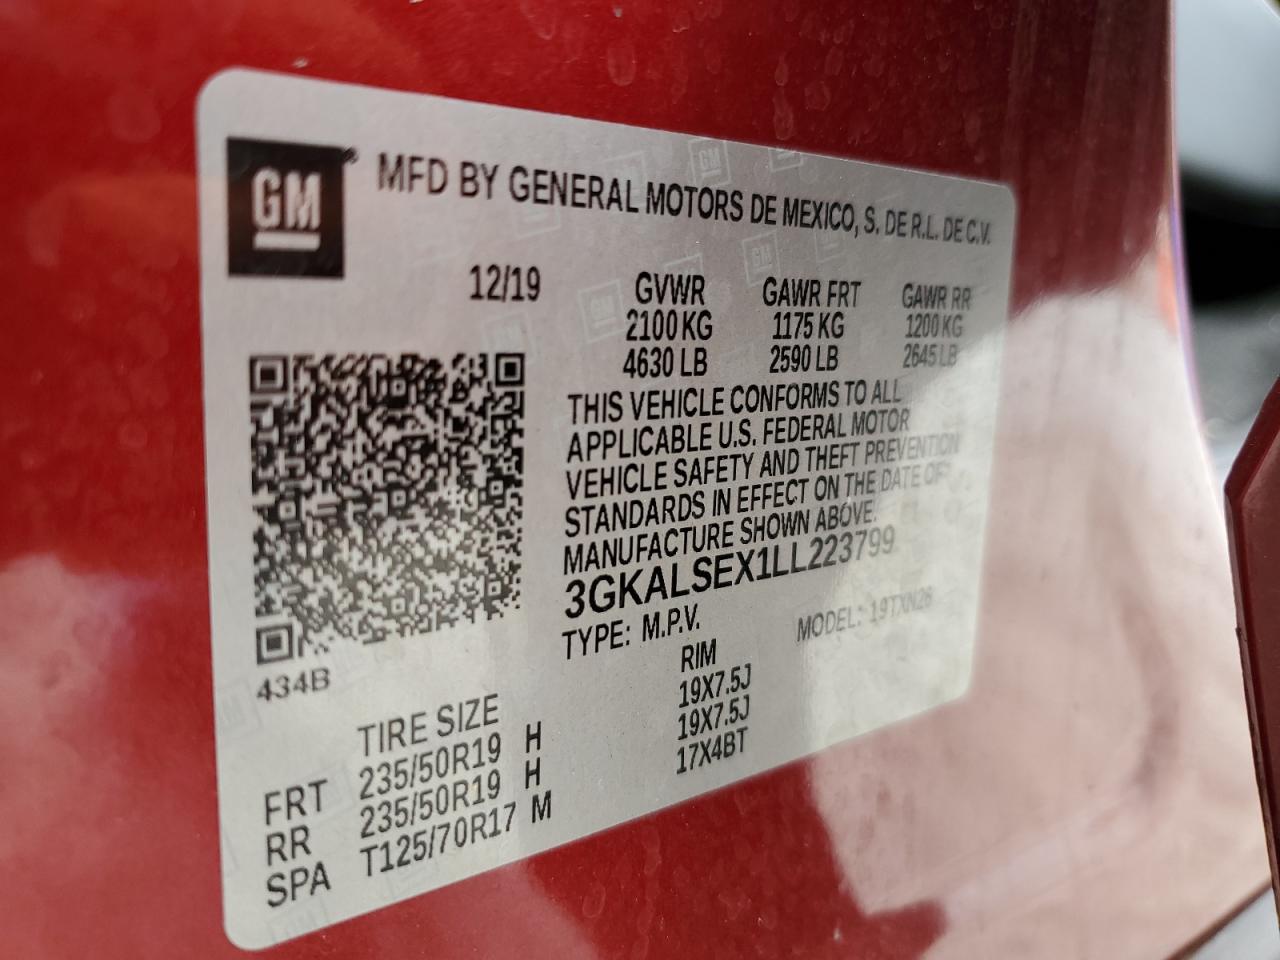 GM
MFD BY GENERAL MOTORS DE MEXICO, S. DE R.L. DE C.V.
12/19 GVWR GAWR FRT GAWR RR
2100 KG 1175 KG 1200 KG
4630 LB 2590 LB 2645 LB
THIS VEHICLE CONFORMS TO ALL
APPLICABLE U.S. FEDERAL MOTOR
VEHICLE SAFETY AND THEFT PREVENTION
STANDARDS IN EFFECT ON THE DATE OF
MANUFACTURE SHOWN ABOVE.
3GKALSEX1LL223799
TYPE: M.P.V. MODEL: 19TXN26
434B
TIRE SIZE RIM
FRT 235/50R19 H 19X7.5J
RR 235/50R19 H 19X7.5J
SPA T125/70R17 M 17X4BT